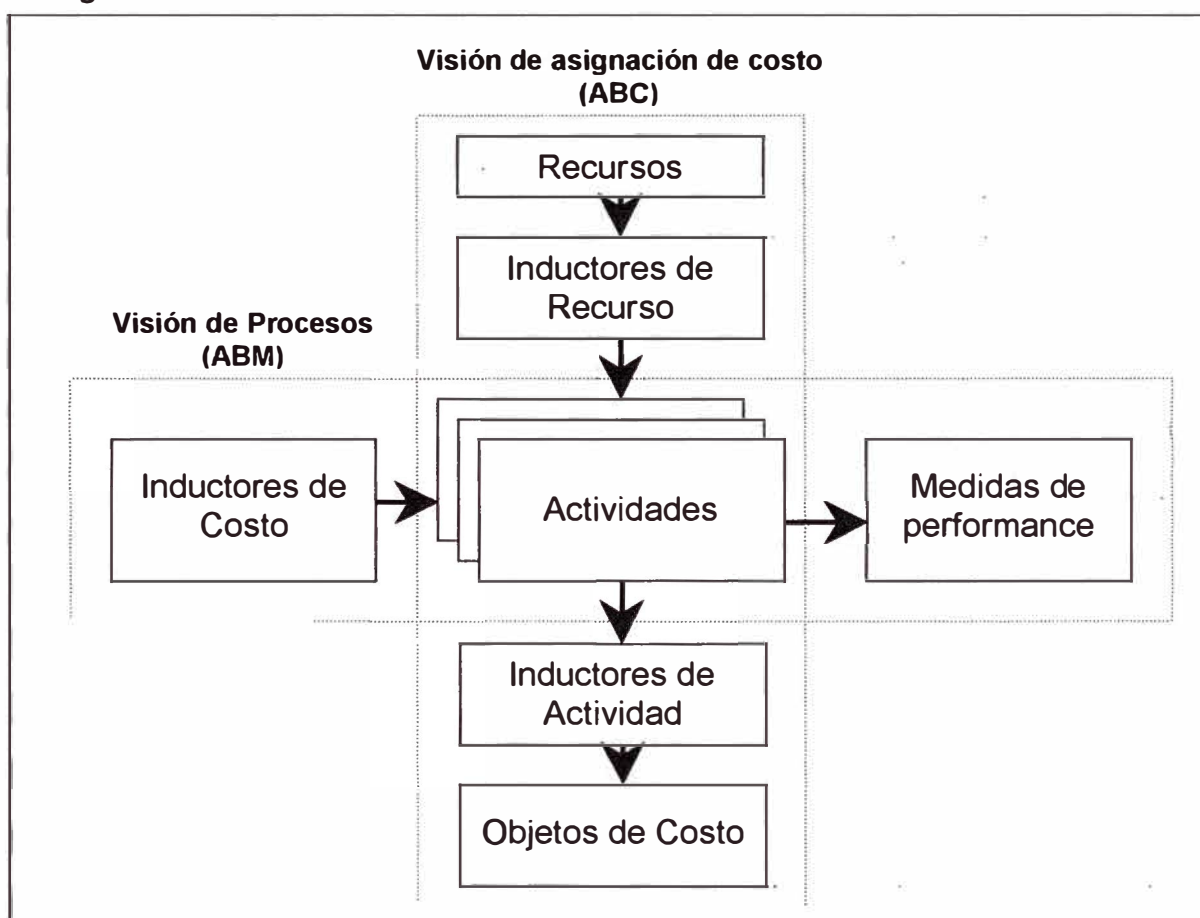 Visión de asignación de costo
(ABC)
Recursos
Inductores de
Recurso
Visión de Procesos
(ABM)
Inductores de
Costo
Actividades
Medidas de
performance
Inductores de
Actividad
Objetos de Costo